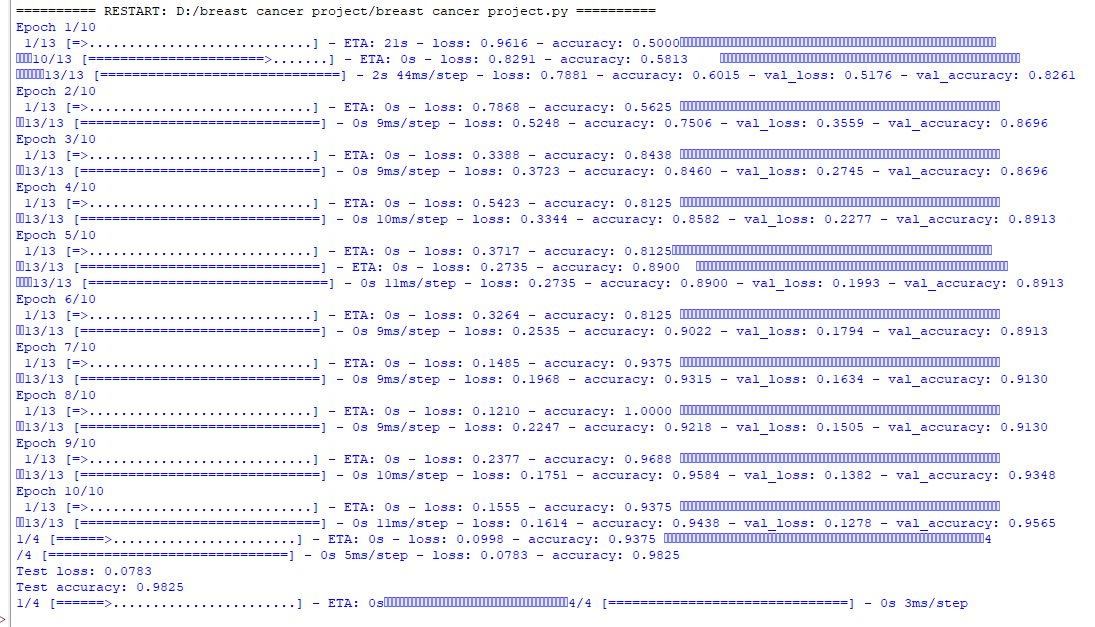 ========== RESTART: D:/breast cancer project/breast cancer project.py ==========
Epoch 1/10
1/13 [=>............................] - ETA: 21s - loss: 0.9616 - accuracy: 0.5000
10/13 [======================>.......] - ETA: 0s - loss: 0.8291 - accuracy: 0.5813
13/13 [==============================] - 2s 44ms/step - loss: 0.7881 - accuracy: 0.6015 - val_loss: 0.5176 - val_accuracy: 0.8261
Epoch 2/10
1/13 [=>............................] - ETA: 0s - loss: 0.7868 - accuracy: 0.5625
13/13 [==============================] - 0s 9ms/step - loss: 0.5248 - accuracy: 0.7506 - val_loss: 0.3559 - val_accuracy: 0.8696
Epoch 3/10
1/13 [=>............................] - ETA: 0s - loss: 0.3388 - accuracy: 0.8438
13/13 [==============================] - 0s 9ms/step - loss: 0.3723 - accuracy: 0.8460 - val_loss: 0.2745 - val_accuracy: 0.8696
Epoch 4/10
1/13 [=>............................] - ETA: 0s - loss: 0.5423 - accuracy: 0.8125
13/13 [==============================] - 0s 10ms/step - loss: 0.3344 - accuracy: 0.8582 - val_loss: 0.2277 - val_accuracy: 0.8913
Epoch 5/10
1/13 [=>............................] - ETA: 0s - loss: 0.3717 - accuracy: 0.8125
13/13 [==============================] - ETA: 0s - loss: 0.2735 - accuracy: 0.8900
13/13 [==============================] - 0s 11ms/step - loss: 0.2735 - accuracy: 0.8900 - val_loss: 0.1993 - val_accuracy: 0.8913
Epoch 6/10
1/13 [=>............................] - ETA: 0s - loss: 0.3264 - accuracy: 0.8125
13/13 [==============================] - 0s 9ms/step - loss: 0.2535 - accuracy: 0.9022 - val_loss: 0.1794 - val_accuracy: 0.8913
Epoch 7/10
1/13 [=>............................] - ETA: 0s - loss: 0.1485 - accuracy: 0.9375
13/13 [==============================] - 0s 9ms/step - loss: 0.1968 - accuracy: 0.9315 - val_loss: 0.1634 - val_accuracy: 0.9130
Epoch 8/10
1/13 [=>............................] - ETA: 0s - loss: 0.1210 - accuracy: 1.0000
13/13 [==============================] - 0s 9ms/step - loss: 0.2247 - accuracy: 0.9218 - val_loss: 0.1505 - val_accuracy: 0.9130
Epoch 9/10
1/13 [=>............................] - ETA: 0s - loss: 0.2377 - accuracy: 0.9688
13/13 [==============================] - 0s 10ms/step - loss: 0.1751 - accuracy: 0.9584 - val_loss: 0.1382 - val_accuracy: 0.9348
Epoch 10/10
1/13 [=>............................] - ETA: 0s - loss: 0.1555 - accuracy: 0.9375
13/13 [==============================] - 0s 11ms/step - loss: 0.1614 - accuracy: 0.9438 - val_loss: 0.1278 - val_accuracy: 0.9565
1/4 [======>.......................] - ETA: 0s - loss: 0.0998 - accuracy: 0.9375 4
/4 [==============================] - 0s 5ms/step - loss: 0.0783 - accuracy: 0.9825
Test loss: 0.0783
Test accuracy: 0.9825
1/4 [======>.......................] - ETA: 0s 4/4 [==============================] - 0s 3ms/step
>